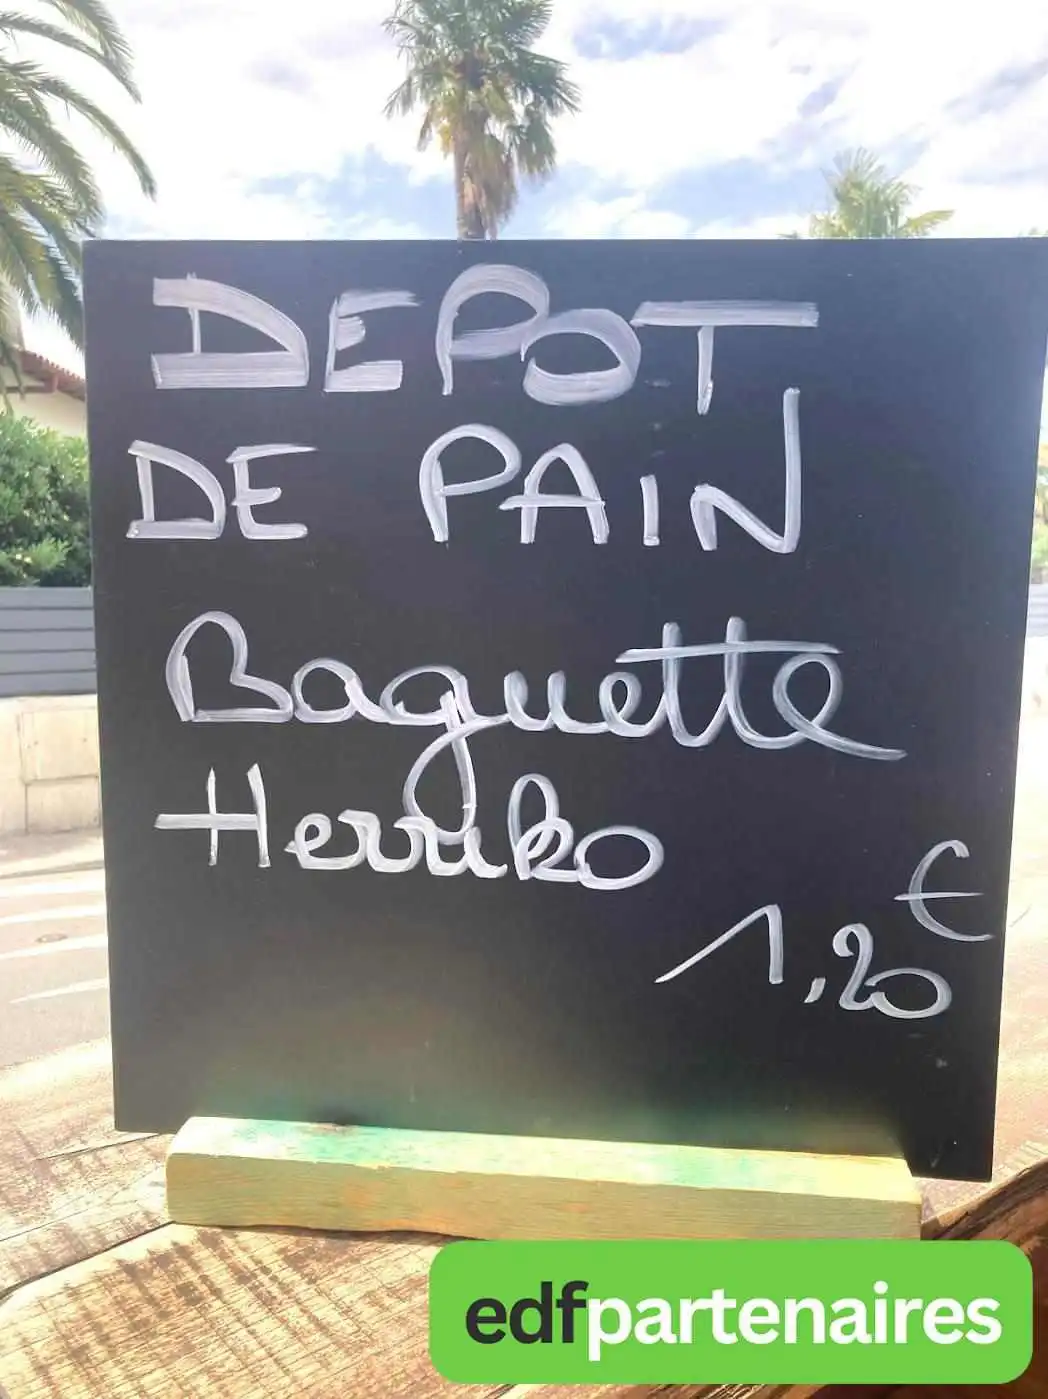 DEPOT
DE PAIN
Baguette
Herriko
1,20 €
edfpartenaires